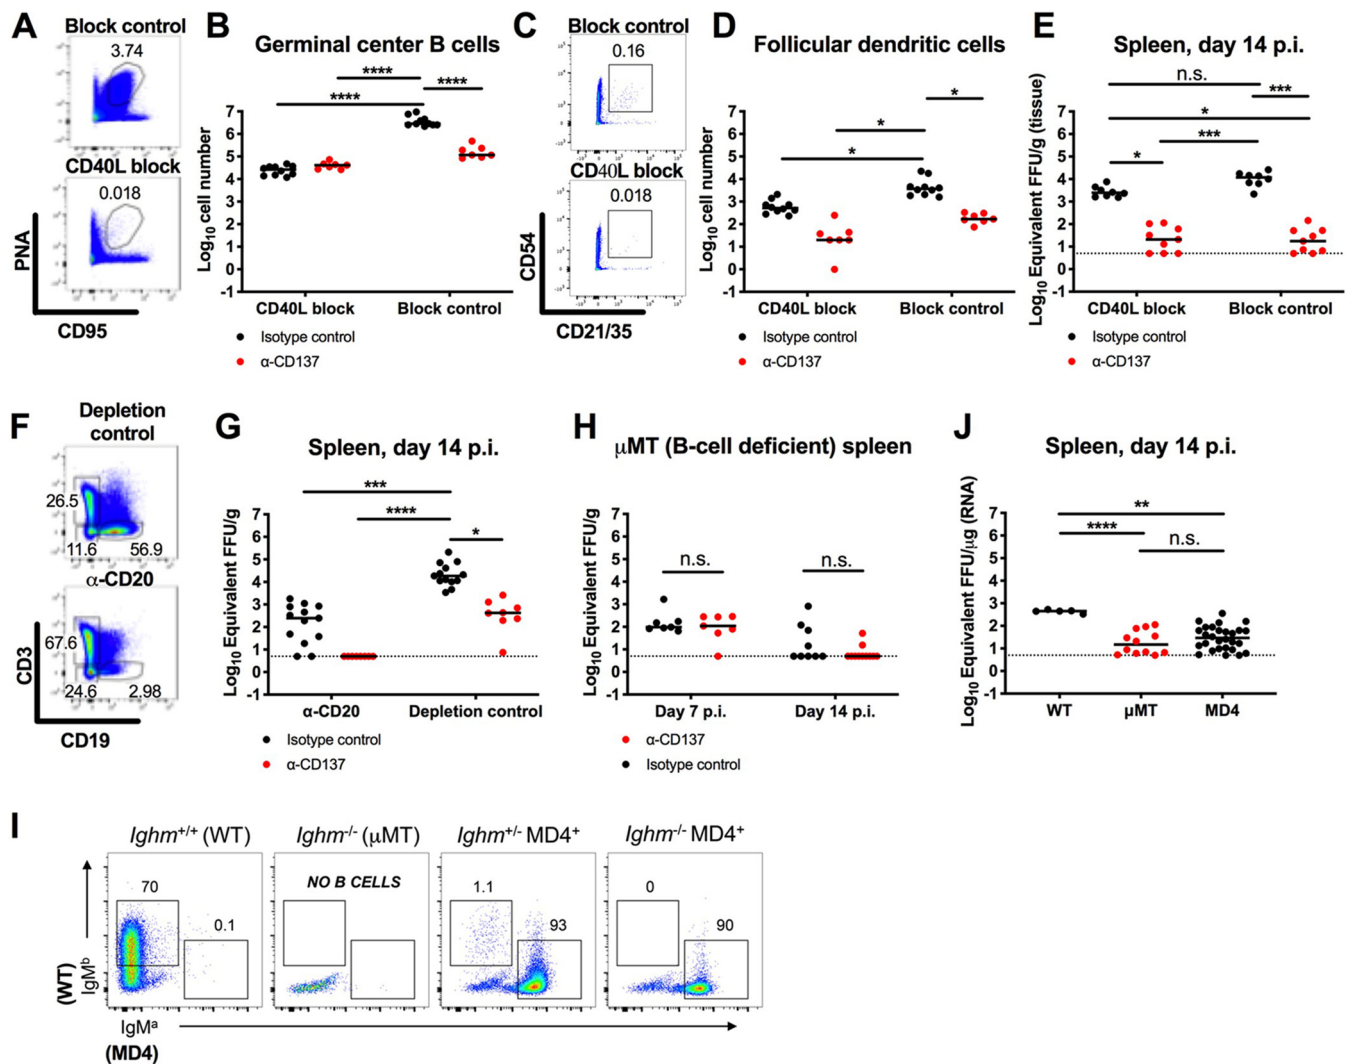 A
Block control
3.74
CD40L block
0.018
PNA
CD95
B
Germinal center B cells
****
****
****
Log10 cell number
7
6
5
4
3
2
1
0
-1
CD40L block
Block control
Isotype control
α-CD137
C
Block control
0.16
CD40L block
0.018
CD54
CD21/35
D
Follicular dendritic cells
*
*
*
Log10 cell number
7
6
5
4
3
2
1
0
-1
CD40L block
Block control
Isotype control
α-CD137
E
Spleen, day 14 p.i.
n.s.
***
*
***
*
Log10 Equivalent FFU/g (tissue)
7
6
5
4
3
2
1
0
-1
CD40L block
Block control
Isotype control
α-CD137
F
Depletion
control
26.5
11.6
56.9
α-CD20
67.6
24.6
2.98
CD3
CD19
G
Spleen, day 14 p.i.
***
****
*
Log10 Equivalent FFU/g
7
6
5
4
3
2
1
0
-1
α-CD20
Depletion control
Isotype control
α-CD137
H
μMT (B-cell deficient) spleen
n.s.
n.s.
Log10 Equivalent FFU/g
7
6
5
4
3
2
1
0
-1
Day 7 p.i.
Day 14 p.i.
α-CD137
Isotype control
J
Spleen, day 14 p.i.
**
****
n.s.
Log10 Equivalent FFU/μg (RNA)
7
6
5
4
3
2
1
0
-1
WT
μMT
MD4
I
Ighm+/+ (WT)
Ighm-/- (μMT)
Ighm+/- MD4+
Ighm-/- MD4+
70
0.1
NO B CELLS
1.1
93
0
90
(WT)
IgMb
IgMa
(MD4)